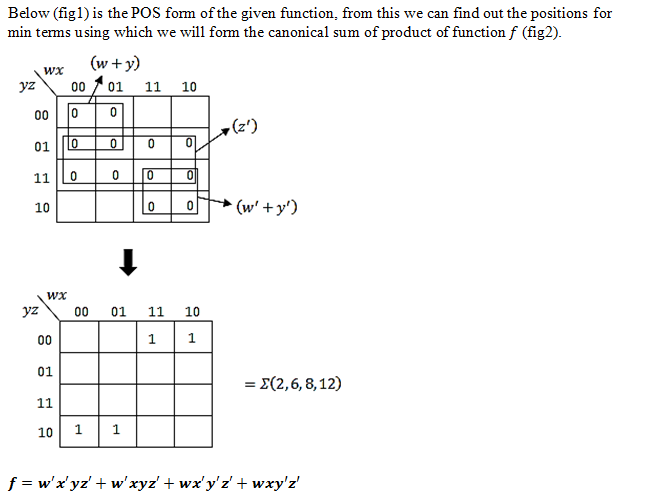 Below (fig1) is the POS form of the given function, from this we can find out the positions for
min terms using which we will form the canonical sum of product of function f (fig2).
wx (w + y)
yz 00 01 11 10
00 0 0
(z')
01 0 0 0 0
11 0 0 0 0
10 0 0 (w' + y')
wx
yz 00 01 11 10
00 1 1
01
= Σ(2,6,8,12)
11
10 1 1
f = w'x'yz' + w'xyz' + wx'y'z' + wxy'z'